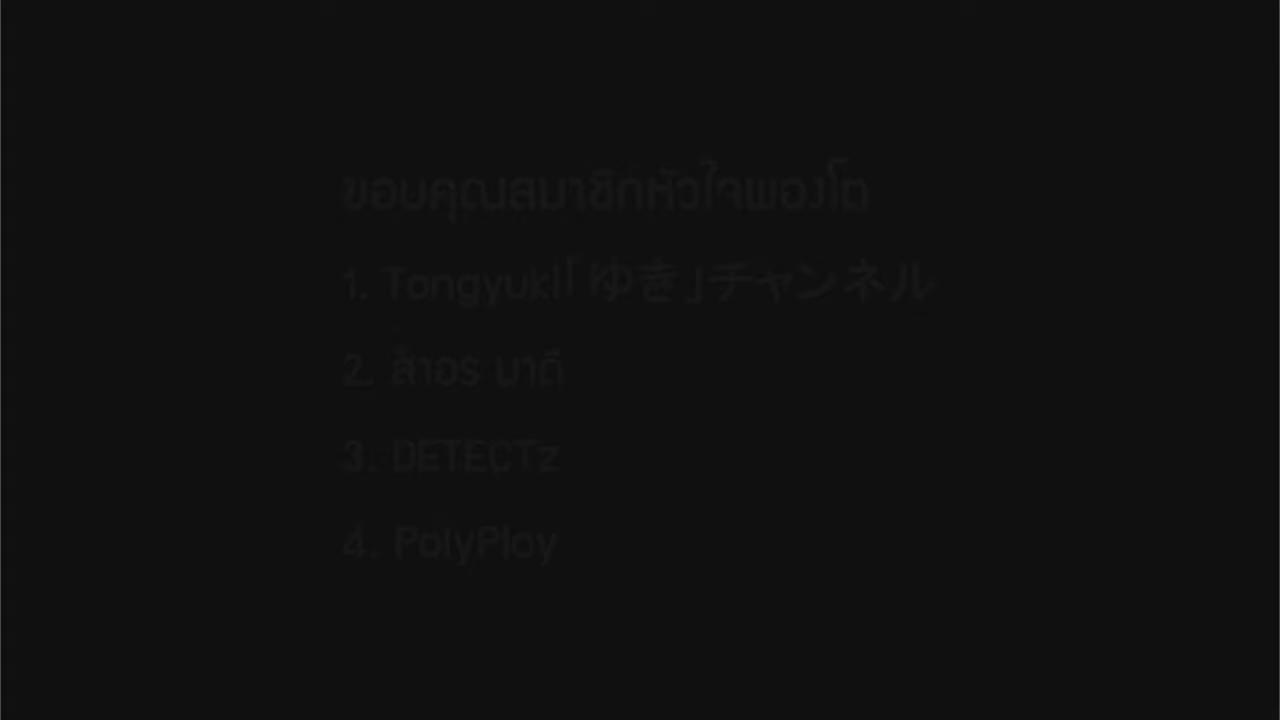 ขอบคุณสมาชิกหัวใจพองโต
1. Tongyuki「ゆき」チャンネル
2. สำอร มาดี
3. DETECTz
4. PolyPloy